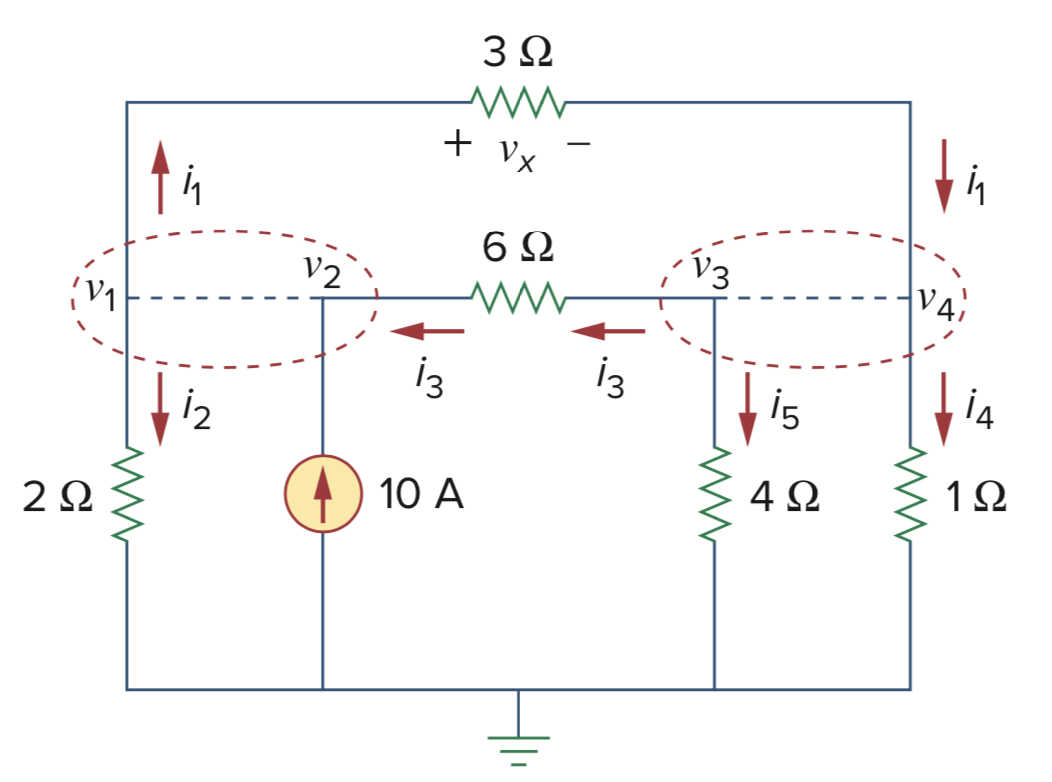 3 Ω
+ vₓ −
i₁ i₁
6 Ω
v₁ v₂ v₃ v₄
i₃ i₃
i₂ i₅ i₄
2 Ω 10 A 4 Ω 1 Ω